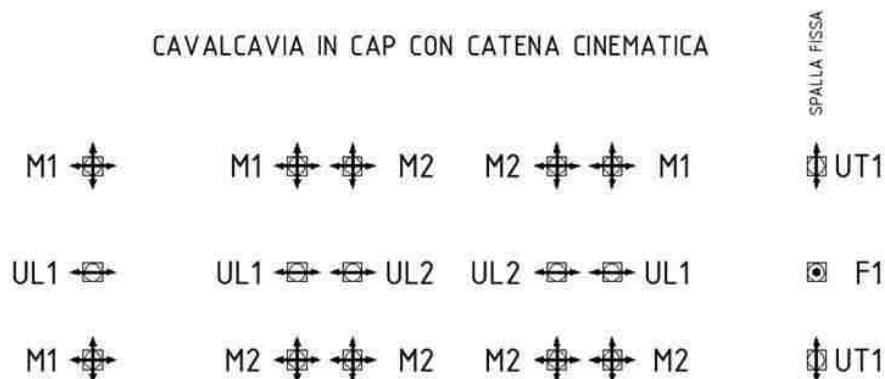 CAVALCAVIA IN CAP CON CATENA CINEMATICA
SPALLA FISSA
M1 M1 M2 M2 M1 UT1
UL1 UL1 UL2 UL2 UL1 F1
M1 M2 M2 M2 M2 UT1